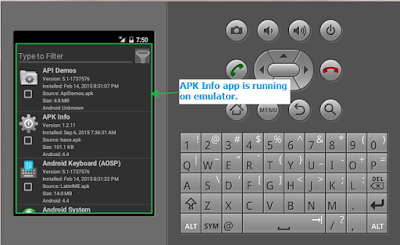 7:50
Type to Filter
API Demos
Version: 5.1-1737576
Installed: Feb 14, 2015 8:31:07 PM
Source: ApiDemos.apk
Size: 4.8 MB
Android: Unknown
APK Info
Version: 1.2.11
Installed: Sep 6, 2015 7:36:31 AM
Source: base.apk
Size: 101.1 KB
Android: 4.4
Android Keyboard (AOSP)
Version: 5.1-1737576
Installed: Feb 14, 2015 8:31:22 PM
Source: LatinIME.apk
Size: 14.0 MB
Android: 4.4
Android System
APK Info app is running
on emulator.
MENU
1 ! 2 @ 3 # 4 $ 5 % 6 ^ 7 & 8 * 9 ( 0 )
Q W E R T Y U I O P
A S D F G H J K L DEL
Z X C V B N M .
ALT SYM @ / ? , ALT